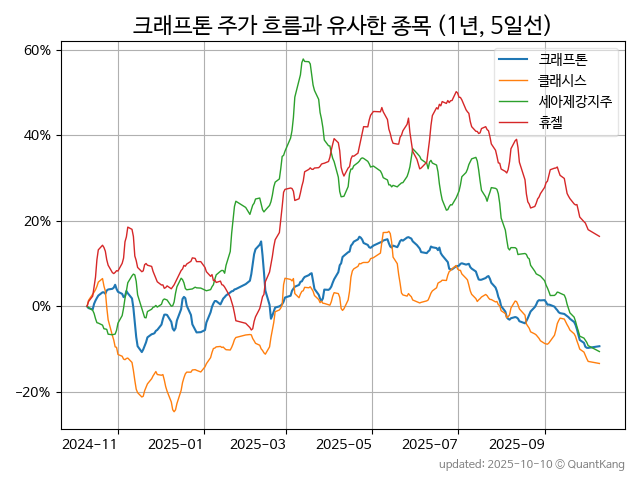 크래프톤 주가 흐름과 유사한 종목 (1년, 5일선)
크래프톤
클래시스
세아제강지주
휴젤
60%
40%
20%
0%
−20%
2024-11 2025-01 2025-03 2025-05 2025-07 2025-09
updated: 2025-10-10 © QuantKang